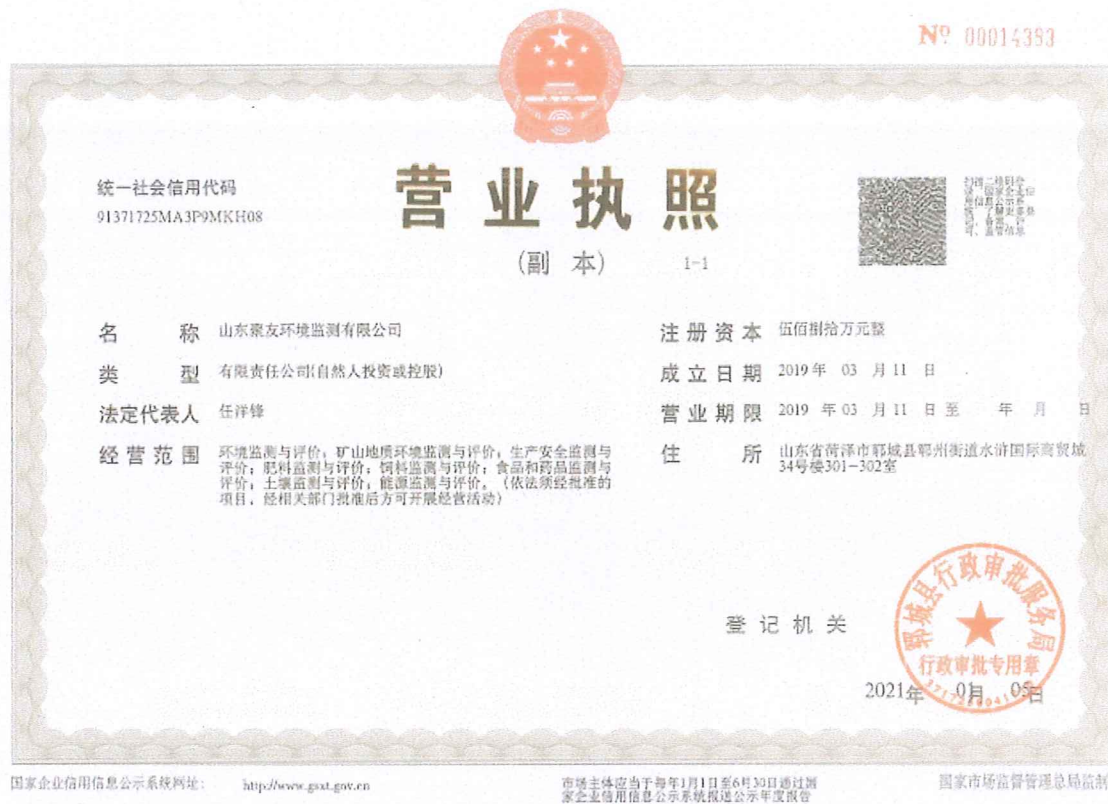 № 00014393
统一社会信用代码
91371725MA3P9MKH08
营业执照
(副 本) 1-1
名 称 山东聚友环境监测有限公司
类 型 有限责任公司(自然人投资或控股)
法定代表人 任洋锋
经营范围 环境监测与评价；矿山地质环境监测与评价；生产安全监测与
评价；肥料监测与评价；饲料监测与评价；食品和药品监测与
评价；土壤监测与评价；能源监测与评价。（依法须经批准的
项目，经相关部门批准后方可开展经营活动）
注册资本 伍佰捌拾万元整
成立日期 2019 年 03 月 11 日
营业期限 2019 年 03 月 11 日至 年 月 日
住 所 山东省菏泽市郓城县郓州街道水浒国际商贸城
34号楼301-302室
登记机关
郓城县行政审批服务局
行政审批专用章
2021年 01月 05日
国家企业信用信息公示系统网址： http://www.gsxt.gov.cn
市场主体应当于每年1月1日至6月30日通过国
家企业信用信息公示系统报送公示年度报告
国家市场监督管理总局监制